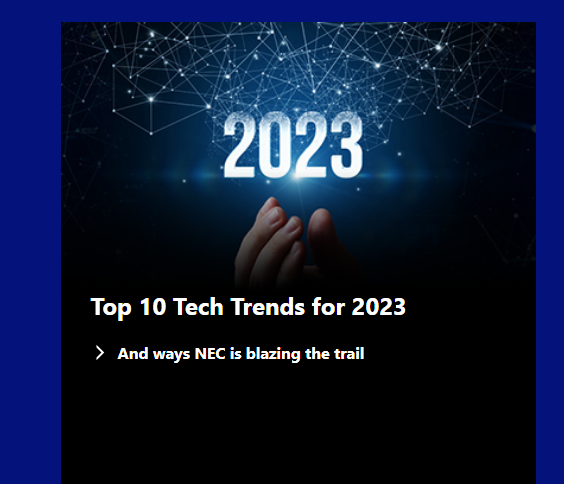 2023
Top 10 Tech Trends for 2023
And ways NEC is blazing the trail